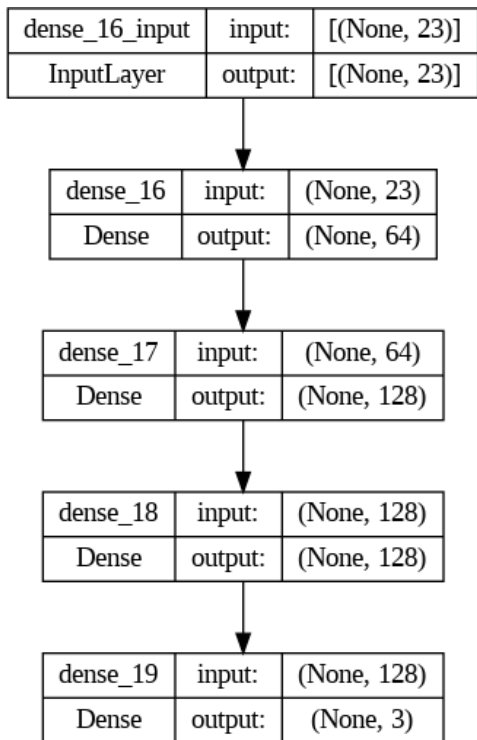 dense_16_input input: [(None, 23)]
InputLayer output: [(None, 23)]
dense_16 input: (None, 23)
Dense output: (None, 64)
dense_17 input: (None, 64)
Dense output: (None, 128)
dense_18 input: (None, 128)
Dense output: (None, 128)
dense_19 input: (None, 128)
Dense output: (None, 3)